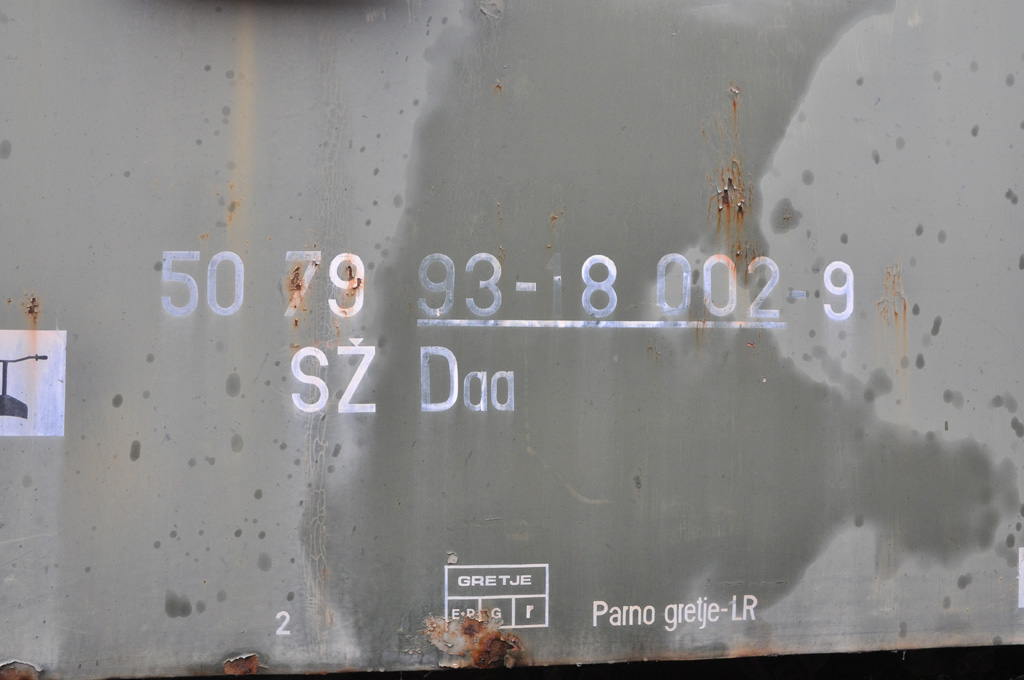 50 79 93-18 002-9
SŽ Daa
GRETJE
G r
2
Parno gretje-LR